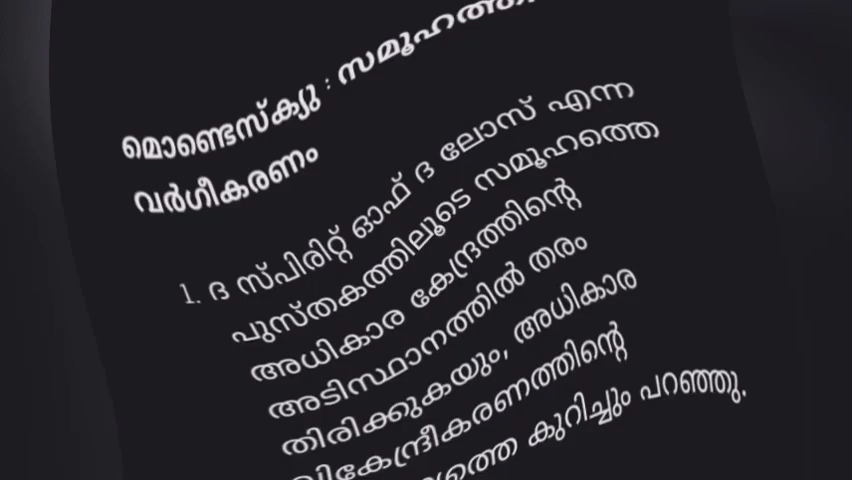 മൊണ്ടെസ്ക്യു : സമൂഹത്തി
വർഗീകരണം
1. ദ സ്പിരിറ്റ് ഓഫ് ദ ലോസ് എന്ന
പുസ്തകത്തിലൂടെ സമൂഹത്തെ
അധികാര കേന്ദ്രത്തിന്റെ
അടിസ്ഥാനത്തിൽ തരം
തിരിക്കുകയും, അധികാര
വികേന്ദ്രീകരണത്തിന്റെ
കുറിച്ചും പറഞ്ഞു.